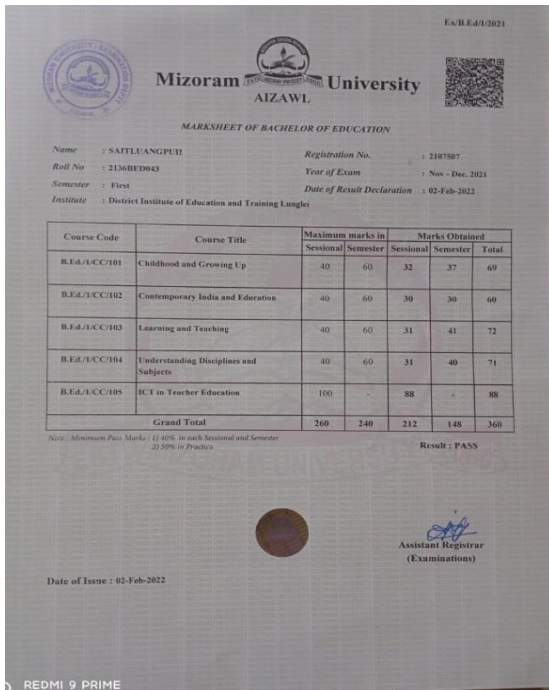 Ex/B.Ed/I/2021
MIZORAM UNIVERSITY EXAMINATION DEPTT
Mizoram University
AIZAWL
MARKSHEET OF BACHELOR OF EDUCATION
Name : SAITLUANGPUII
Registration No. : 2107507
Roll No : 2136BED043
Year of Exam : Nov - Dec. 2021
Semester : First
Date of Result Declaration : 02-Feb-2022
Institute : District Institute of Education and Training Lunglei
Course Code Course Title Maximum marks in Marks Obtained
Sessional Semester Sessional Semester Total
B.Ed./1/CC/101 Childhood and Growing Up 40 60 32 37 69
B.Ed./1/CC/102 Contemporary India and Education 40 60 30 30 60
B.Ed./1/CC/103 Learning and Teaching 40 60 31 41 72
B.Ed./1/CC/104 Understanding Disciplines and 40 60 31 40 71
Subjects
B.Ed./1/CC/105 ICT in Teacher Education 100 - 88 - 88
Grand Total 260 240 212 148 360
Note : Minimum Pass Marks : 1) 40% in each Sessional and Semester
2) 50% in Practica
Result : PASS
Assistant Registrar
(Examinations)
Date of Issue : 02-Feb-2022
REDMI 9 PRIME